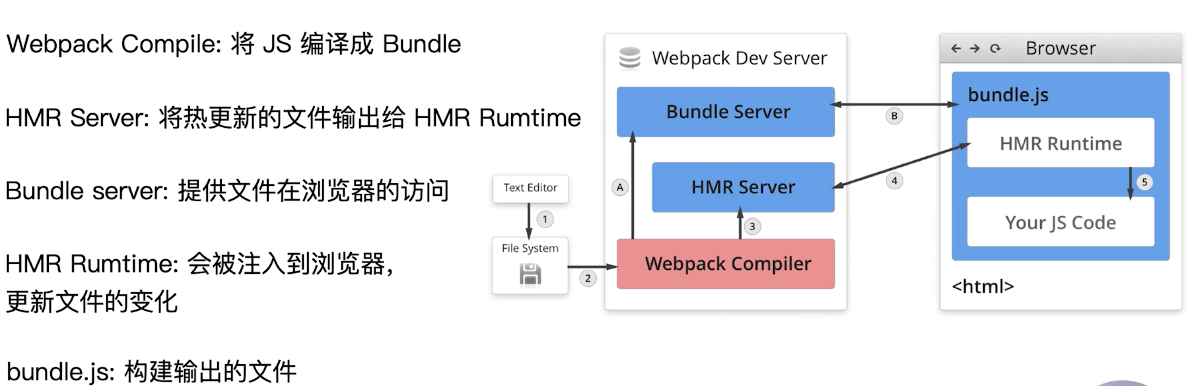 Webpack Compile: 将 JS 编译成 Bundle
HMR Server: 将热更新的文件输出给 HMR Rumtime
Bundle server: 提供文件在浏览器的访问
HMR Rumtime: 会被注入到浏览器，
更新文件的变化
bundle.js: 构建输出的文件
Text Editor
1
File System
2
Webpack Dev Server
Bundle Server
A
HMR Server
3
Webpack Compiler
B
4
Browser
bundle.js
HMR Runtime
5
Your JS Code
<html>